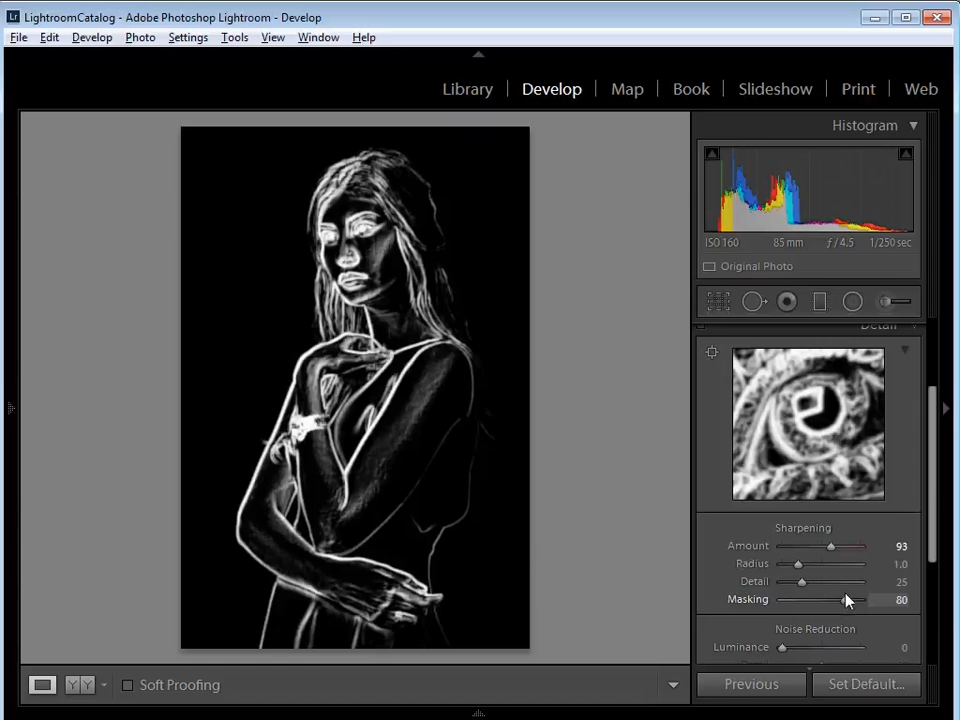 LightroomCatalog - Adobe Photoshop Lightroom - Develop
File Edit Develop Photo Settings Tools View Window Help
Library | Develop | Map | Book | Slideshow | Print | Web
Histogram
ISO 160 85 mm ƒ / 4.5 1/250 sec
Original Photo
Detail
Sharpening
Amount 93
Radius 1.0
Detail 25
Masking 80
Noise Reduction
Luminance 0
YY Soft Proofing
Previous Set Default...